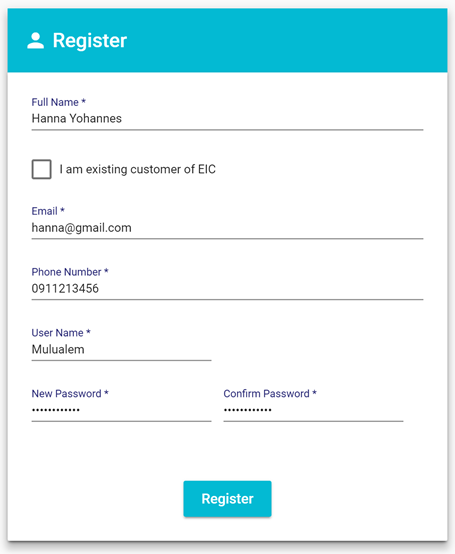 Register
Full Name *
Hanna Yohannes
I am existing customer of EIC
Email *
hanna@gmail.com
Phone Number *
0911213456
User Name *
Mulualem
New Password * Confirm Password *
•••••••••••• ••••••••••••
Register